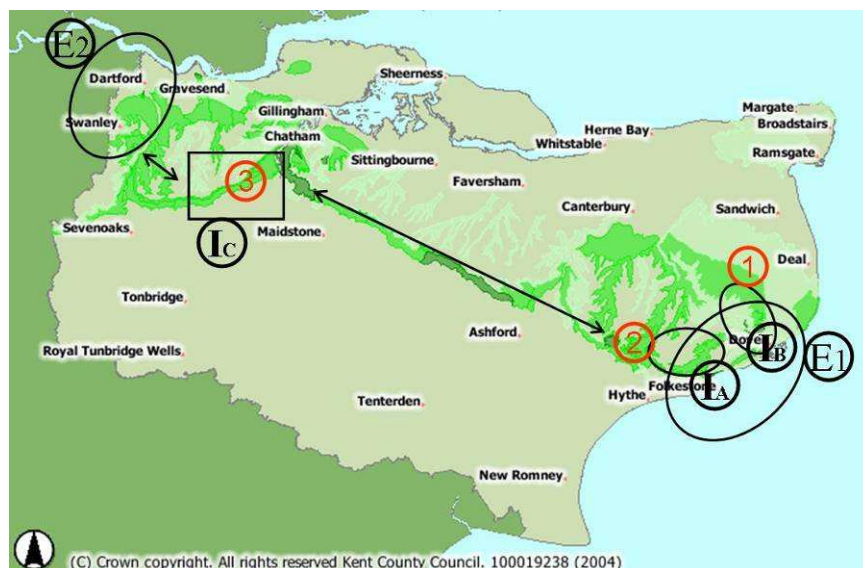 E2
Dartford
Gravesend
Sheerness
Swanley
Gillingham
Chatham
Margate
Broadstairs
Herne Bay
Whitstable
Ramsgate
Sittingbourne
3
Faversham
Canterbury
Sandwich
Sevenoaks
IC
Maidstone
1
Deal
Tonbridge
Ashford
2
Dover
IB
E1
Royal Tunbridge Wells
Folkestone
IA
Hythe
Tenterden
New Romney
(C) Crown copyright. All rights reserved Kent County Council. 100019238 (2004)